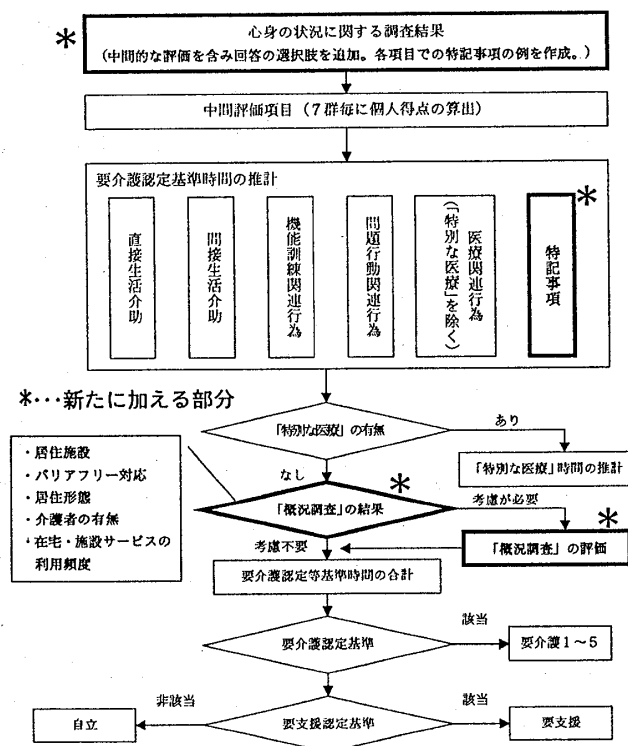 *
心身の状況に関する調査結果
(中間的な評価を含み回答の選択肢を追加。各項目での特記事項の例を作成。)
中間評価項目(7群毎に個人得点の算出)
要介護認定基準時間の推計
直接生活介助
間接生活介助
機能訓練関連行為
問題行動関連行為
医療関連行為
(「特別な医療」を除く)
特記事項
*
*・・・新たに加える部分
「特別な医療」の有無
あり
「特別な医療」時間の推計
なし
・居住施設
・バリアフリー対応
・居住形態
・介護者の有無
・在宅・施設サービスの
利用頻度
「概況調査」の結果
*
考慮が必要
*
「概況調査」の評価
考慮不要
要介護認定等基準時間の合計
要介護認定基準
該当
要介護1~5
非該当
要支援認定基準
該当
自立
要支援